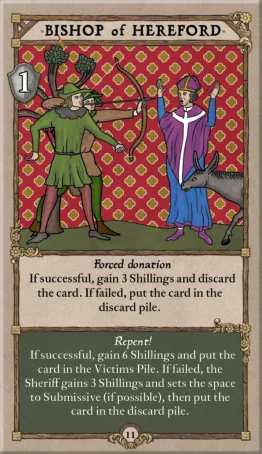 BISHOP of HEREFORD
1
Forced donation
If successful, gain 3 Shillings and discard
the card. If failed, put the card in the
discard pile.
Repent!
If successful, gain 6 Shillings and put the
card in the Victims Pile. If failed, the
Sheriff gains 3 Shillings and sets the space
to Submissive (if possible), then put the
card in the discard pile.
11